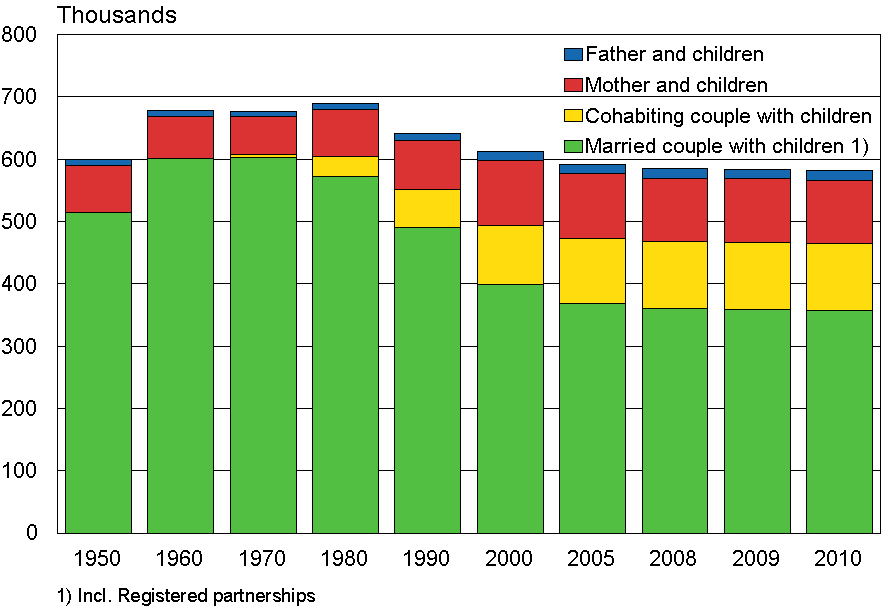 Thousands
800
700
600
500
400
300
200
100
0
Father and children
Mother and children
Cohabiting couple with children
Married couple with children 1)
1950 1960 1970 1980 1990 2000 2005 2008 2009 2010
1) Incl. Registered partnerships